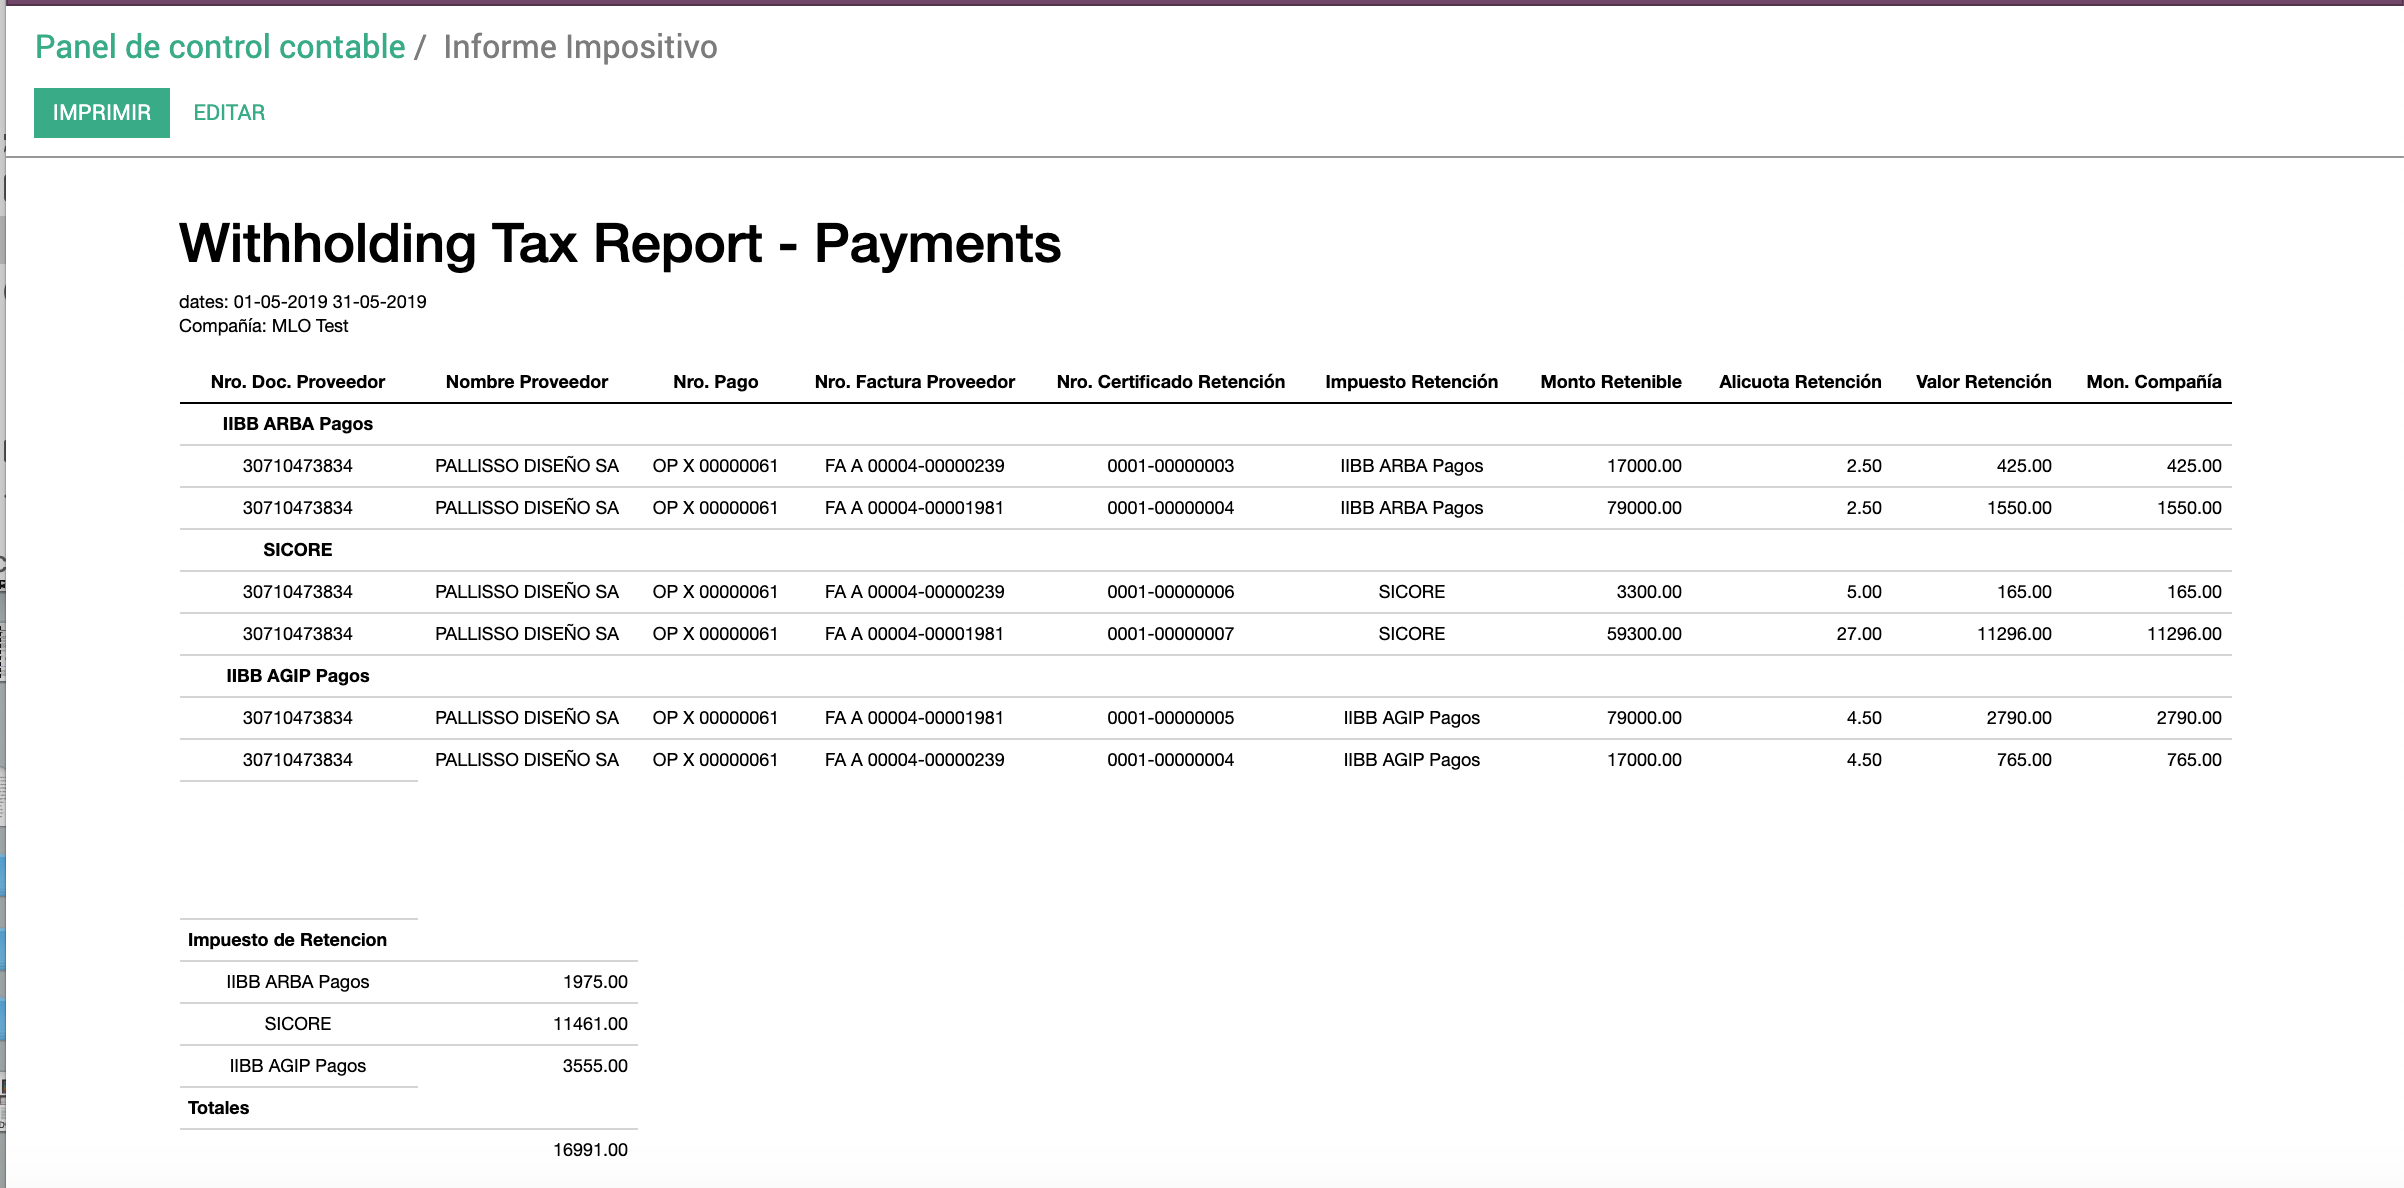 Panel de control contable / Informe Impositivo
IMPRIMIR EDITAR
Withholding Tax Report - Payments
dates: 01-05-2019 31-05-2019
Compañía: MLO Test
Nro. Doc. Proveedor Nombre Proveedor Nro. Pago Nro. Factura Proveedor Nro. Certificado Retención Impuesto Retención Monto Retenible Alicuota Retención Valor Retención Mon. Compañía
IIBB ARBA Pagos
30710473834 PALLISSO DISEÑO SA OP X 00000061 FA A 00004-00000239 0001-00000003 IIBB ARBA Pagos 17000.00 2.50 425.00 425.00
30710473834 PALLISSO DISEÑO SA OP X 00000061 FA A 00004-00001981 0001-00000004 IIBB ARBA Pagos 79000.00 2.50 1550.00 1550.00
SICORE
30710473834 PALLISSO DISEÑO SA OP X 00000061 FA A 00004-00000239 0001-00000006 SICORE 3300.00 5.00 165.00 165.00
30710473834 PALLISSO DISEÑO SA OP X 00000061 FA A 00004-00001981 0001-00000007 SICORE 59300.00 27.00 11296.00 11296.00
IIBB AGIP Pagos
30710473834 PALLISSO DISEÑO SA OP X 00000061 FA A 00004-00001981 0001-00000005 IIBB AGIP Pagos 79000.00 4.50 2790.00 2790.00
30710473834 PALLISSO DISEÑO SA OP X 00000061 FA A 00004-00000239 0001-00000004 IIBB AGIP Pagos 17000.00 4.50 765.00 765.00
Impuesto de Retencion
IIBB ARBA Pagos 1975.00
SICORE 11461.00
IIBB AGIP Pagos 3555.00
Totales
16991.00